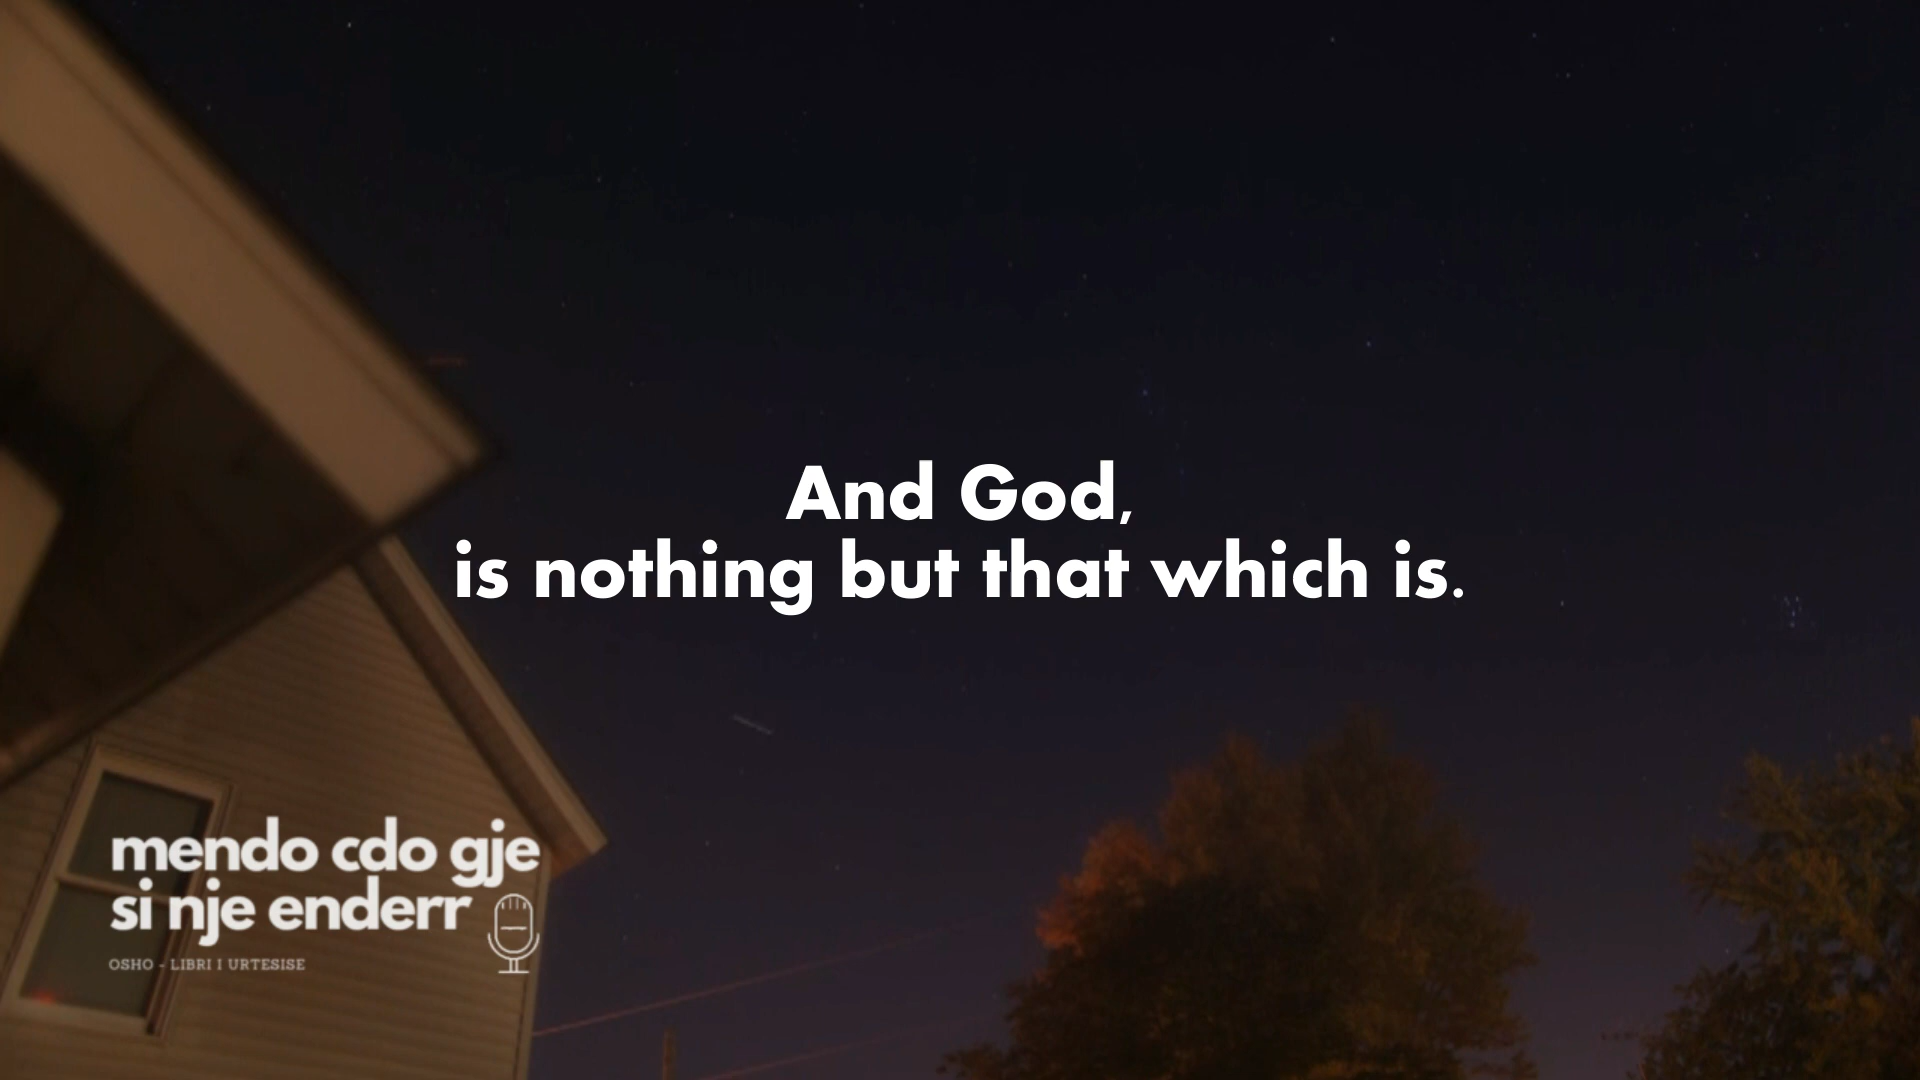 And God,
is nothing but that which is.
mendo cdo gje
si nje enderr
OSHO - LIBRI I URTESISE